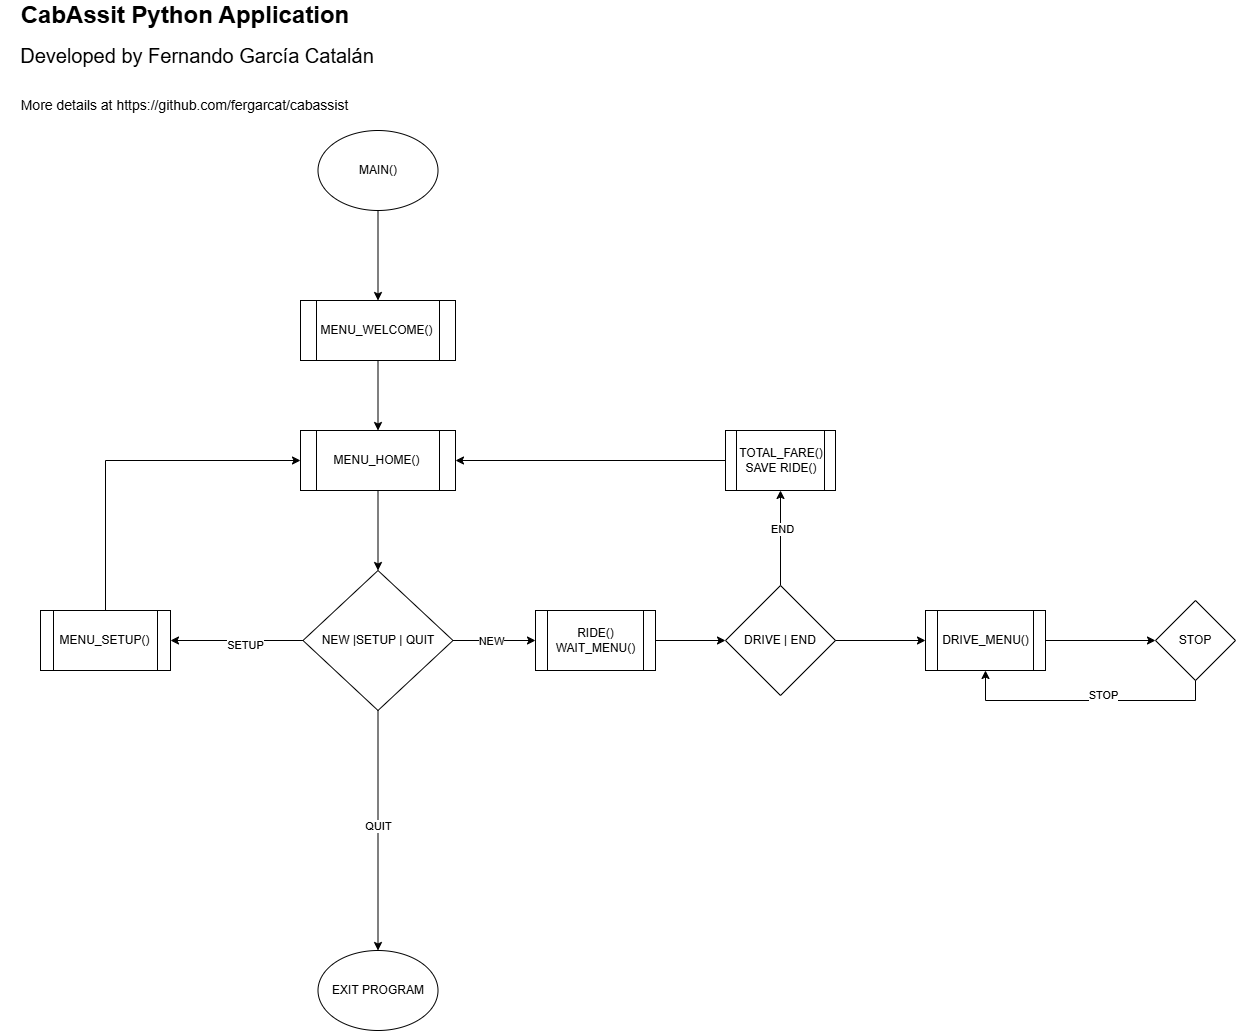 CabAssit Python Application
Developed by Fernando García Catalán
More details at https://github.com/fergarcat/cabassist
MAIN()
MENU_WELCOME()
MENU_HOME()
TOTAL_FARE()
SAVE RIDE()
END
MENU_SETUP()
SETUP
NEW |SETUP | QUIT
NEW
RIDE()
WAIT_MENU()
DRIVE | END
DRIVE_MENU()
STOP
STOP
QUIT
EXIT PROGRAM